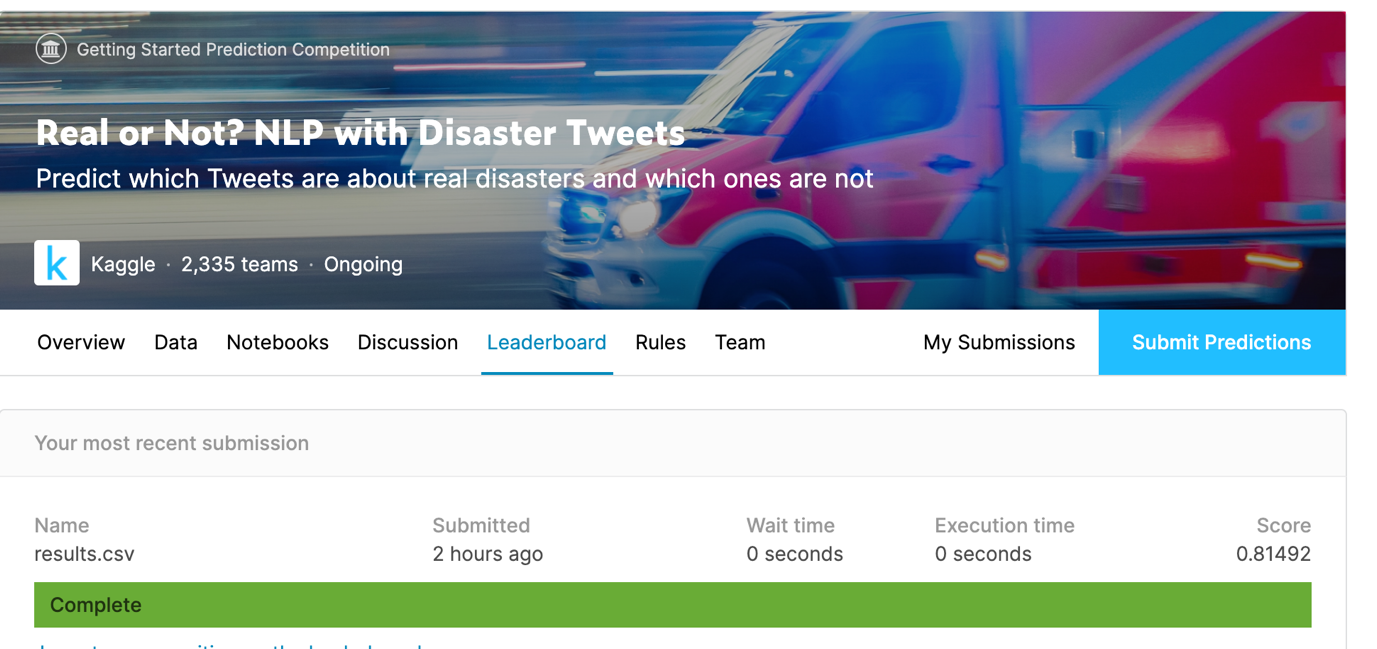 Getting Started Prediction Competition
Real or Not? NLP with Disaster Tweets
Predict which Tweets are about real disasters and which ones are not
k Kaggle · 2,335 teams · Ongoing
Overview Data Notebooks Discussion Leaderboard Rules Team My Submissions Submit Predictions
Your most recent submission
Name Submitted Wait time Execution time Score
results.csv 2 hours ago 0 seconds 0 seconds 0.81492
Complete